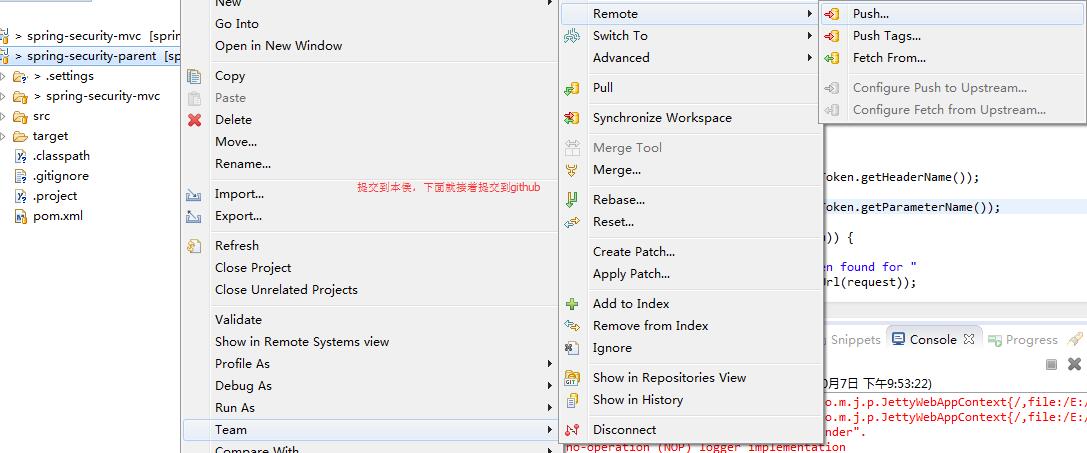 New
Go Into
Open in New Window
Copy
Paste
Delete
Move...
Rename...
Import...
Export...
Refresh
Close Project
Close Unrelated Projects
Validate
Show in Remote Systems view
Profile As
Debug As
Run As
Team
Compare With
> spring-security-mvc [sprin
> spring-security-parent [sp
> .settings
> spring-security-mvc
src
target
.classpath
.gitignore
.project
pom.xml
提交到本侯，下面就接着提交到github
Remote
Switch To
Advanced
Pull
Synchronize Workspace
Merge Tool
Merge...
Rebase...
Reset...
Create Patch...
Apply Patch...
Add to Index
Remove from Index
Ignore
Show in Repositories View
Show in History
Disconnect
Push...
Push Tags...
Fetch From...
Configure Push to Upstream...
Configure Fetch from Upstream...
Token.getHeaderName());
Token.getParameterName());
)) {
en found for "
Url(request));
Snippets
Console
Progress
0月7日 下午9:53:22)
o.m.j.p.JettyWebAppContext{/,file:/E:/
o.m.j.p.JettyWebAppContext{/,file:/E:/
nder".
no-operation (NOP) logger implementation